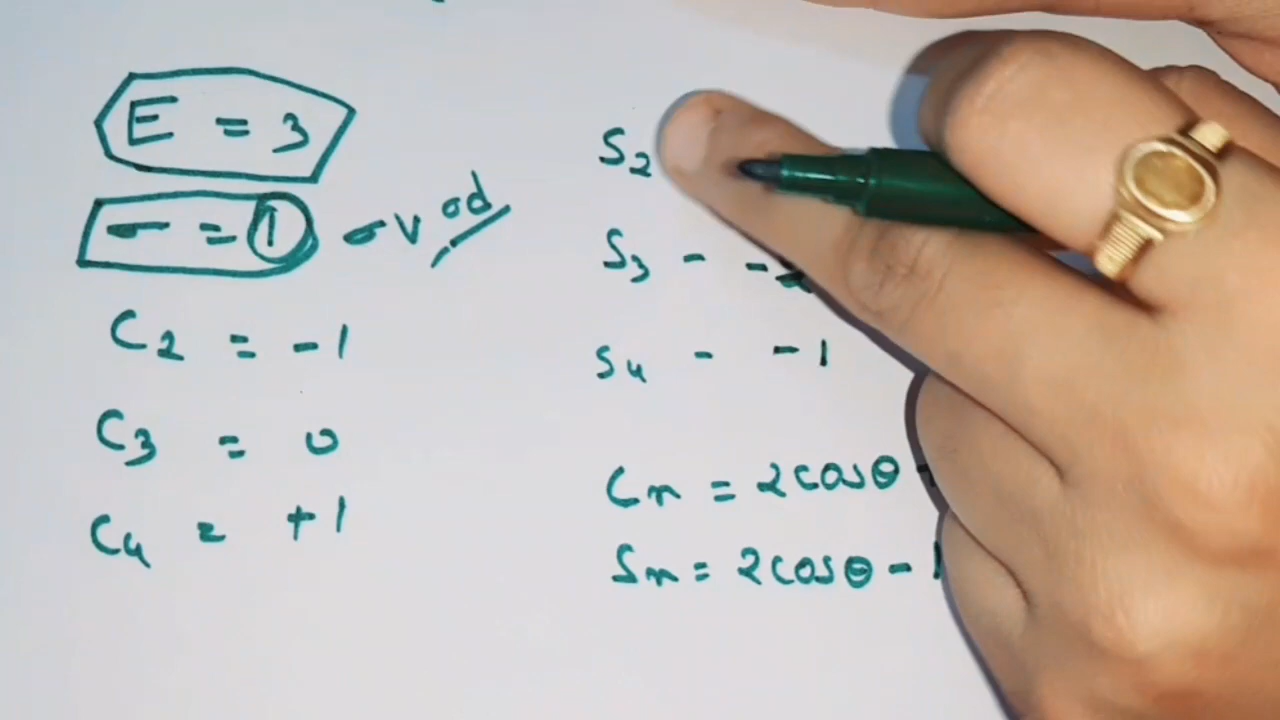 E = 3
σ = 1 σv σd
C2 = -1
C3 = 0
C4 = +1
S2
S3 -
S4 - -1
Cn = 2cosθ
Sn = 2cosθ -